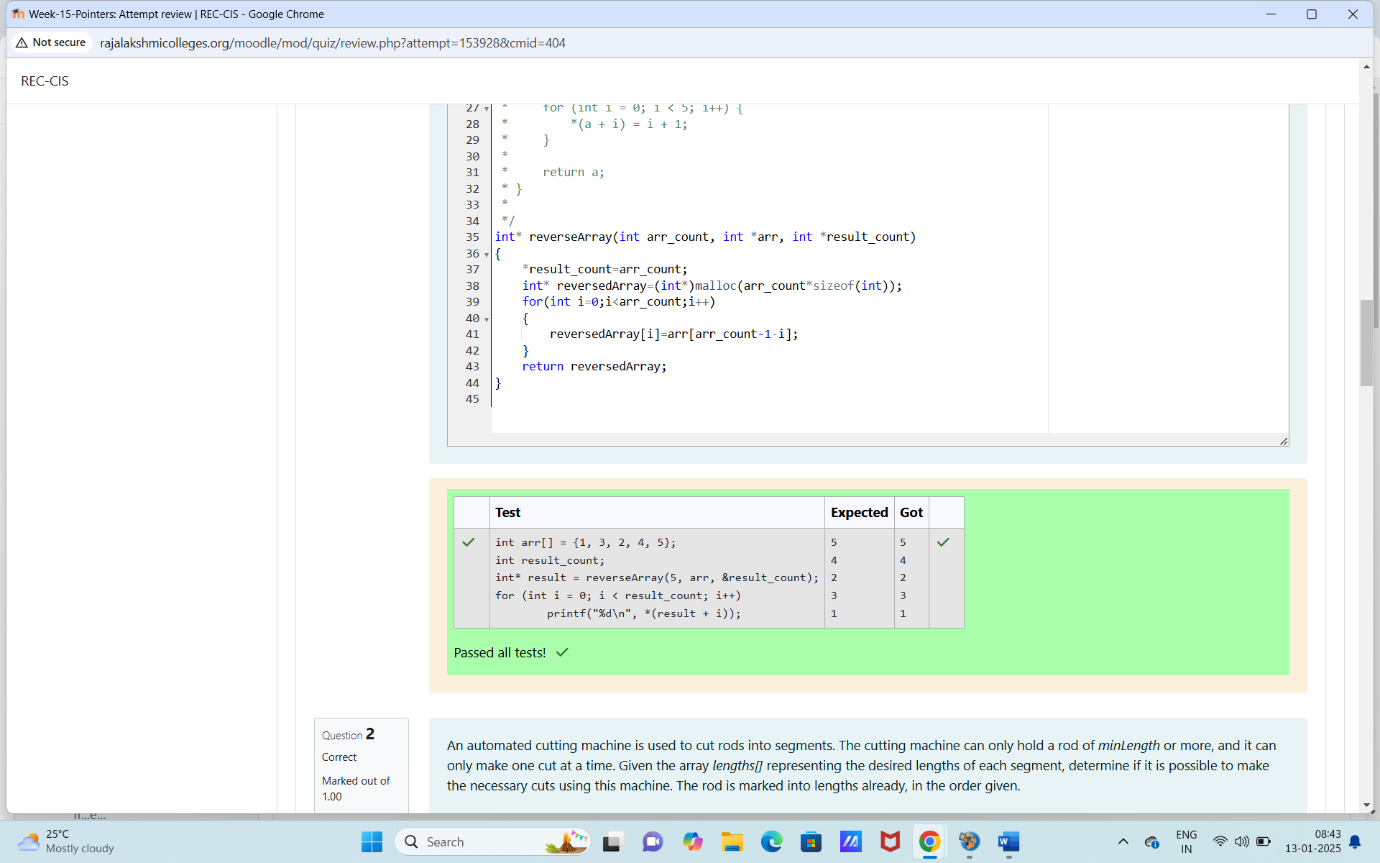 Week-15-Pointers: Attempt review | REC-CIS - Google Chrome
Not secure rajalakshmicolleges.org/moodle/mod/quiz/review.php?attempt=153928&cmid=404
REC-CIS
27 * for (int i = 0; i < 5; i++) {
28 * *(a + i) = i + 1;
29 * }
30 *
31 * return a;
32 * }
33 *
34 */
35 int* reverseArray(int arr_count, int *arr, int *result_count)
36 {
37 *result_count=arr_count;
38 int* reversedArray=(int*)malloc(arr_count*sizeof(int));
39 for(int i=0;i<arr_count;i++)
40 {
41 reversedArray[i]=arr[arr_count-1-i];
42 }
43 return reversedArray;
44 }
45
Test Expected Got
int arr[] = {1, 3, 2, 4, 5}; 5 5
int result_count; 4 4
int* result = reverseArray(5, arr, &result_count); 2 2
for (int i = 0; i < result_count; i++) 3 3
printf("%d\n", *(result + i)); 1 1
Passed all tests!
Question 2
Correct
Marked out of
1.00
An automated cutting machine is used to cut rods into segments. The cutting machine can only hold a rod of minLength or more, and it can
only make one cut at a time. Given the array lengths[] representing the desired lengths of each segment, determine if it is possible to make
the necessary cuts using this machine. The rod is marked into lengths already, in the order given.
25°C
Mostly cloudy
Search
ENG
IN
08:43
13-01-2025